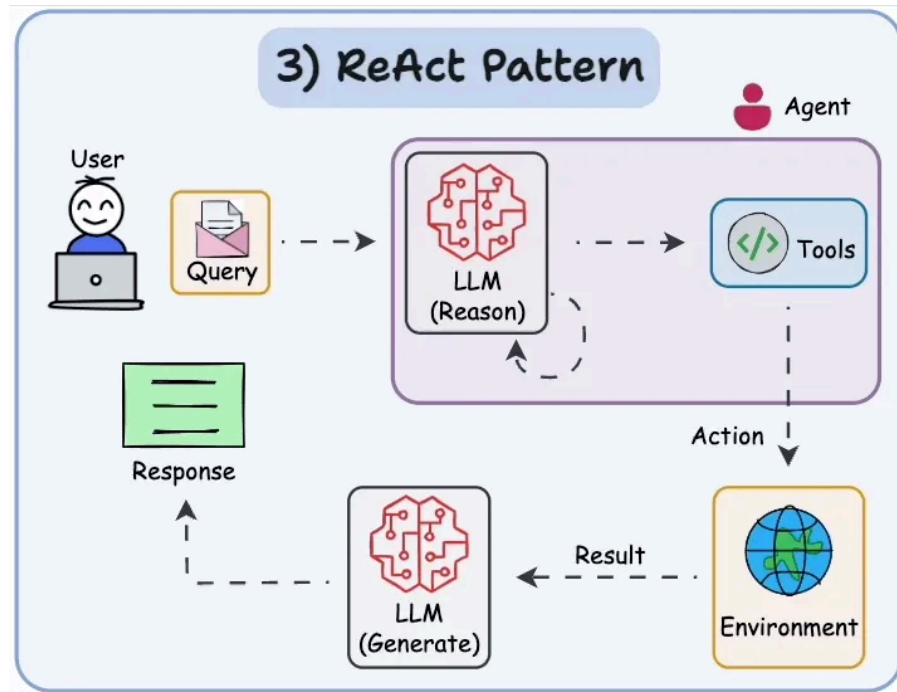 3) ReAct Pattern
Agent
User
Query
LLM
(Reason)
Tools
Action
Response
Result
LLM
(Generate)
Environment